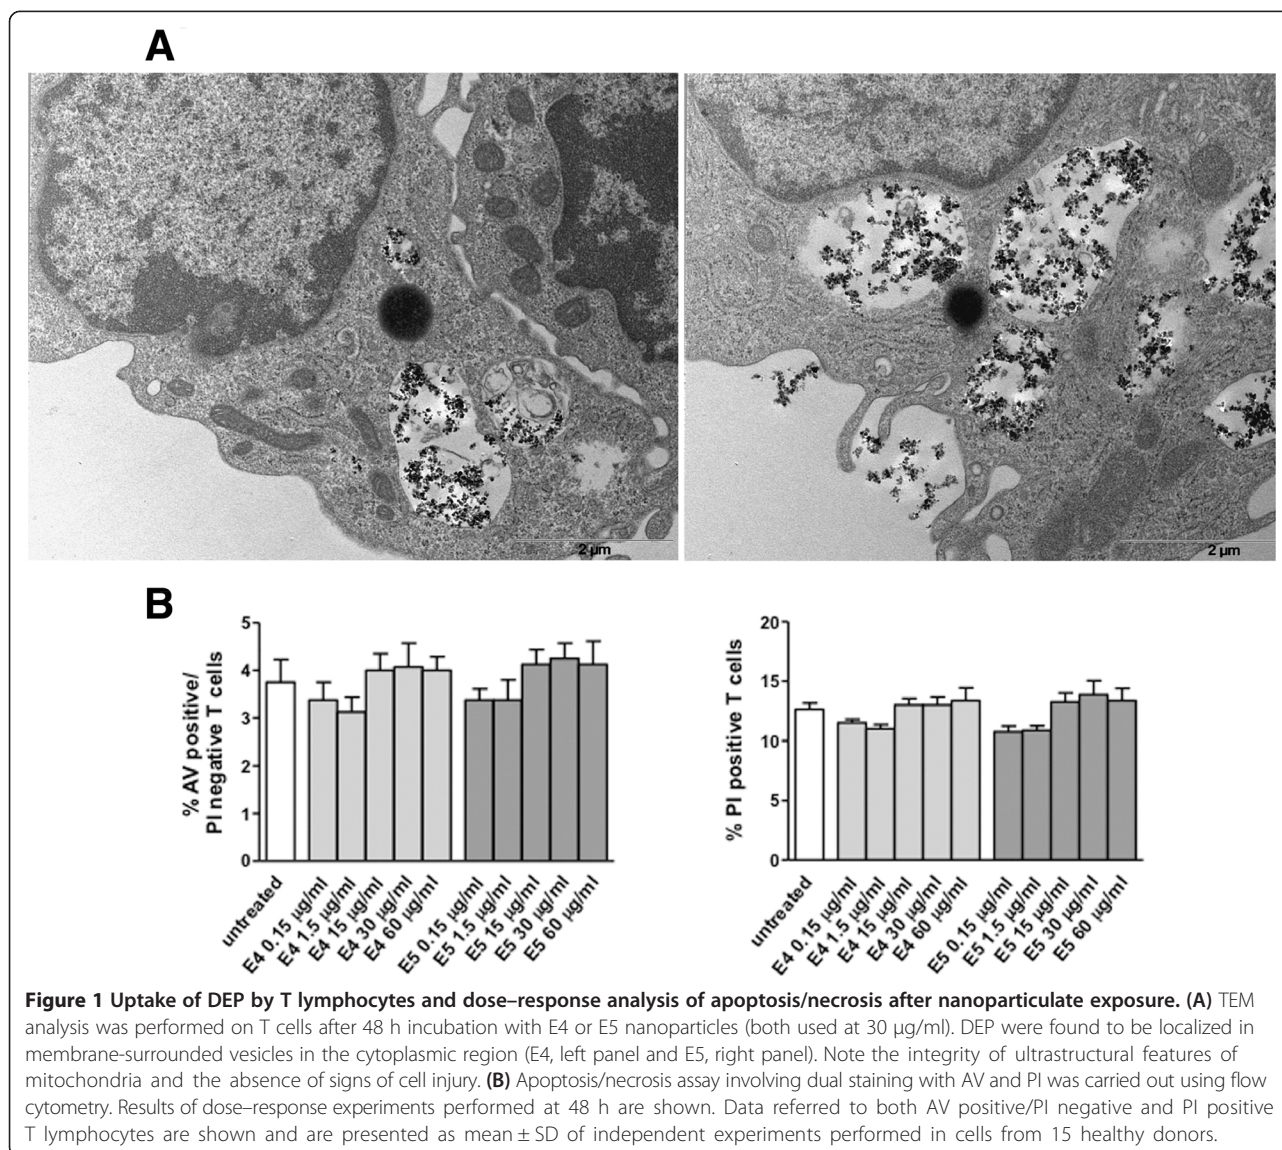 A
2 µm
2 µm
B
% AV positive/
PI negative T cells
5
4
3
2
1
0
untreated
E4 0.15 µg/ml
E4 1.5 µg/ml
E4 15 µg/ml
E4 30 µg/ml
E4 60 µg/ml
E5 0.15 µg/ml
E5 1.5 µg/ml
E5 15 µg/ml
E5 30 µg/ml
E5 60 µg/ml
% PI positive T cells
20
15
10
5
0
untreated
E4 0.15 µg/ml
E4 1.5 µg/ml
E4 15 µg/ml
E4 30 µg/ml
E4 60 µg/ml
E5 0.15 µg/ml
E5 1.5 µg/ml
E5 15 µg/ml
E5 30 µg/ml
E5 60 µg/ml
Figure 1 Uptake of DEP by T lymphocytes and dose–response analysis of apoptosis/necrosis after nanoparticulate exposure. (A) TEM
analysis was performed on T cells after 48 h incubation with E4 or E5 nanoparticles (both used at 30 µg/ml). DEP were found to be localized in
membrane-surrounded vesicles in the cytoplasmic region (E4, left panel and E5, right panel). Note the integrity of ultrastructural features of
mitochondria and the absence of signs of cell injury. (B) Apoptosis/necrosis assay involving dual staining with AV and PI was carried out using flow
cytometry. Results of dose–response experiments performed at 48 h are shown. Data referred to both AV positive/PI negative and PI positive
T lymphocytes are shown and are presented as mean ± SD of independent experiments performed in cells from 15 healthy donors.